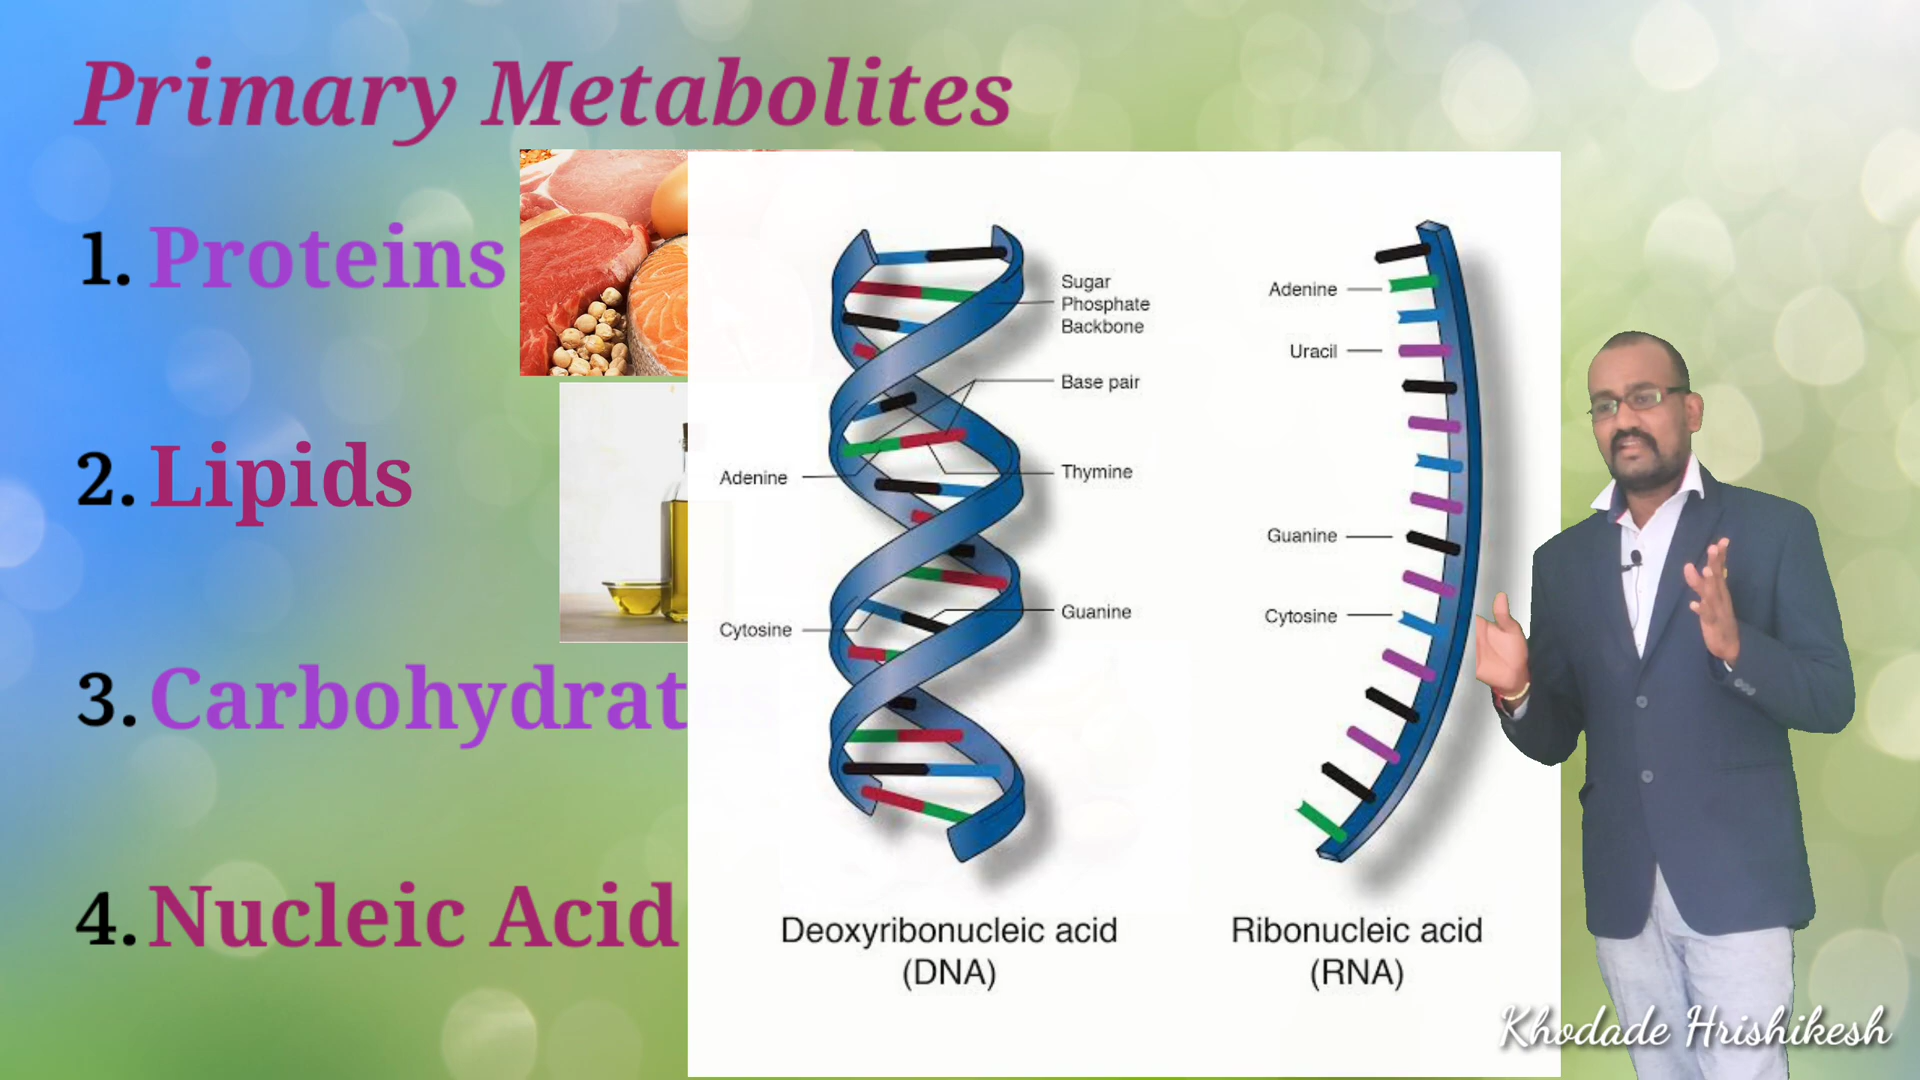 Primary Metabolites
1. Proteins
2. Lipids
3. Carbohydrat
4. Nucleic Acid
Sugar
Phosphate
Backbone
Base pair
Adenine
Thymine
Cytosine
Guanine
Deoxyribonucleic acid
(DNA)
Adenine
Uracil
Guanine
Cytosine
Ribonucleic acid
(RNA)
Khodade Hrishikesh